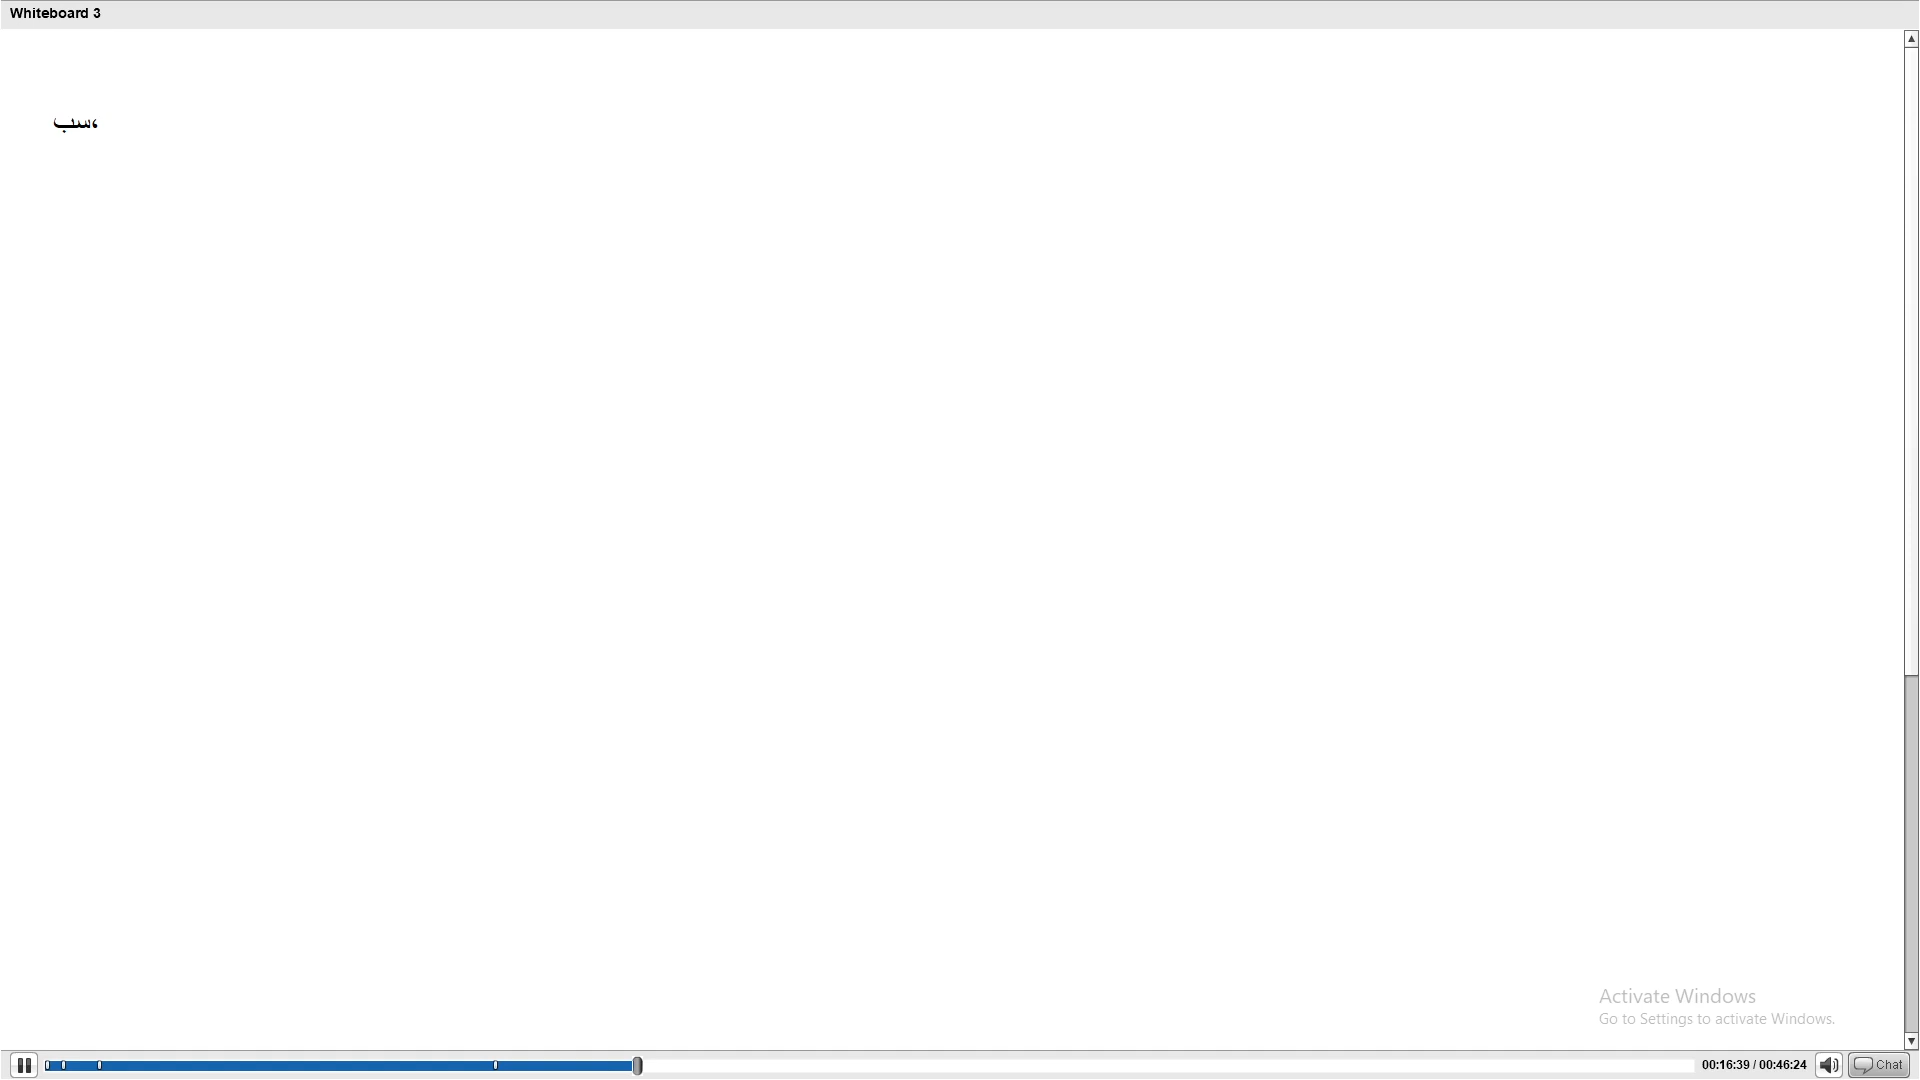 Whiteboard 3
،سب
Activate Windows
Go to Settings to activate Windows.
00:16:39 / 00:46:24
Chat